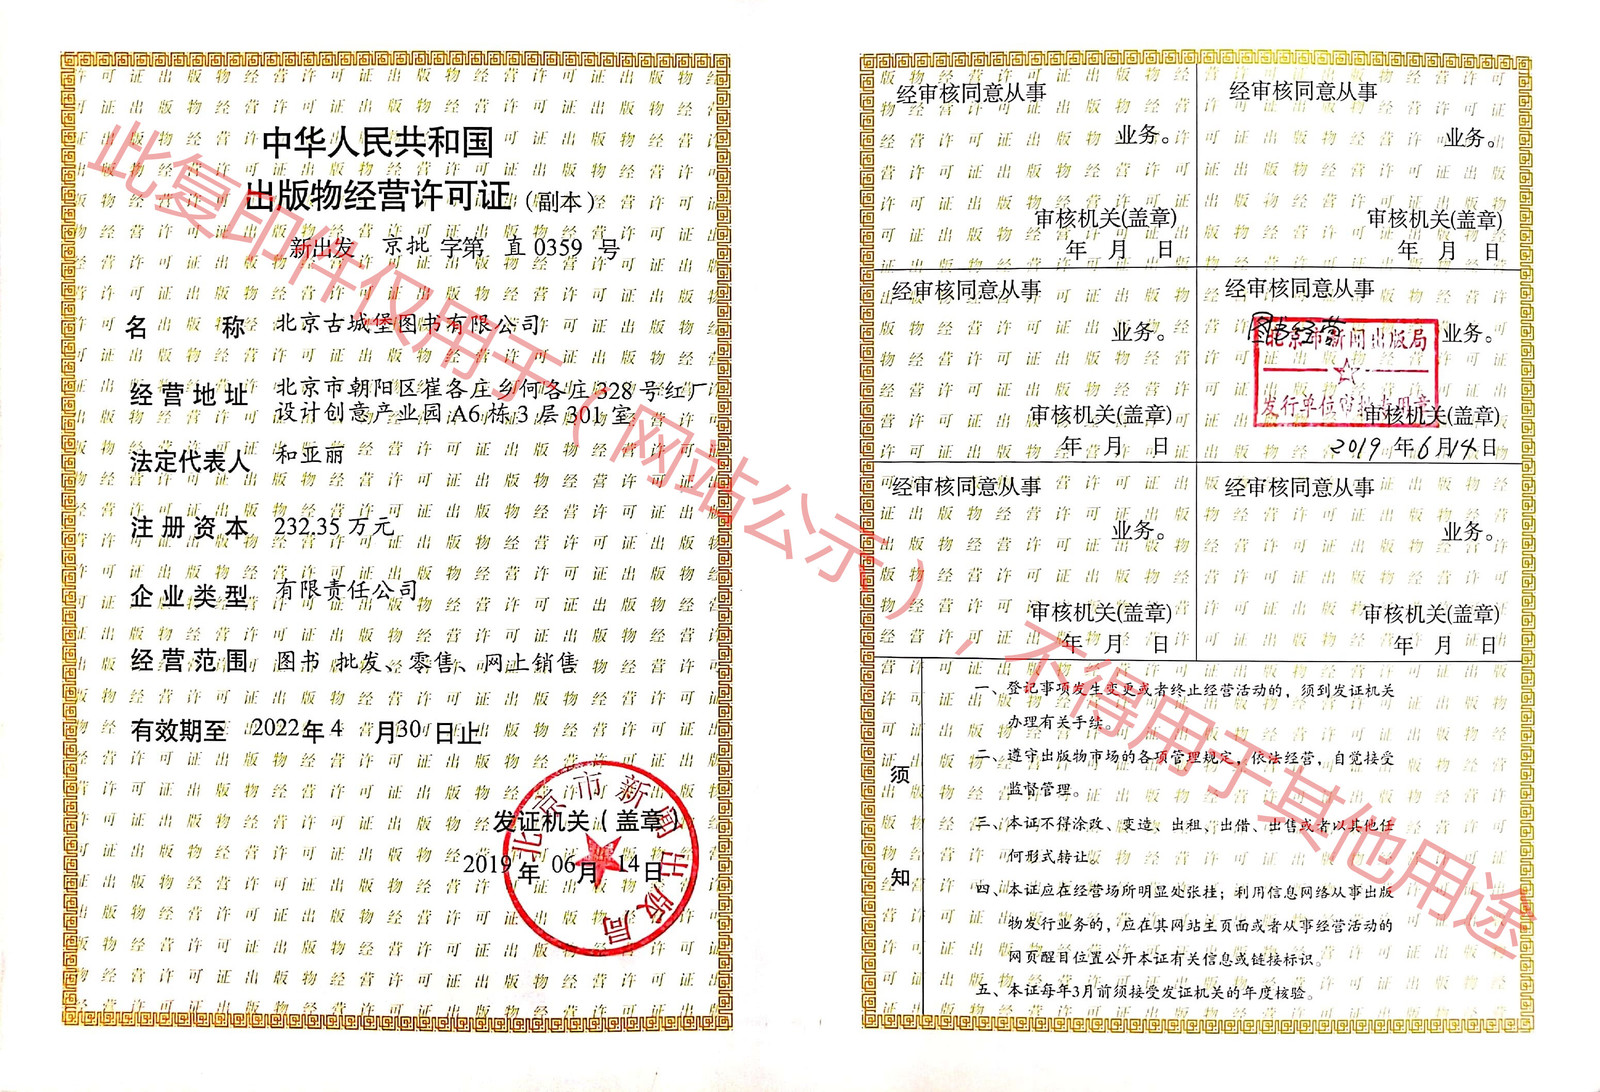 中华人民共和国
出版物经营许可证(副本)
新出发 京批 字第 直0359 号
名 称 北京古城堡图书有限公司
经营地址 北京市朝阳区崔各庄乡何各庄328号红厂
设计创意产业园A6栋3层301室
法定代表人 和亚丽
注册资本 232.35万元
企业类型 有限责任公司
经营范围 图书 批发、零售、网上销售
有效期至 2022年4月30日止
发证机关(盖章)
2019年06月14日
北京市新闻出版局
经审核同意从事
业务。
审核机关(盖章)
年 月 日
经审核同意从事
业务。
审核机关(盖章)
年 月 日
经审核同意从事
业务。
审核机关(盖章)
年 月 日
经审核同意从事
图书经营
业务。
北京市新闻出版局
发行单位审批专用章
审核机关(盖章)
2019年6月14日
经审核同意从事
业务。
审核机关(盖章)
年 月 日
经审核同意从事
业务。
审核机关(盖章)
年 月 日
须知
一、登记事项发生变更或者终止经营活动的，须到发证机关
办理有关手续。
二、遵守出版物市场的各项管理规定，依法经营，自觉接受
监督管理。
三、本证不得涂改、变造、出租、出借、出售或者以其他任
何形式转让。
四、本证应在经营场所明显处张挂；利用信息网络从事出版
物发行业务的，应在其网站主页面或者从事经营活动的
网页醒目位置公开本证有关信息或链接标识。
五、本证每年3月前须接受发证机关的年度核验。
此复印件仅用于（网站公示），不得用于其他用途